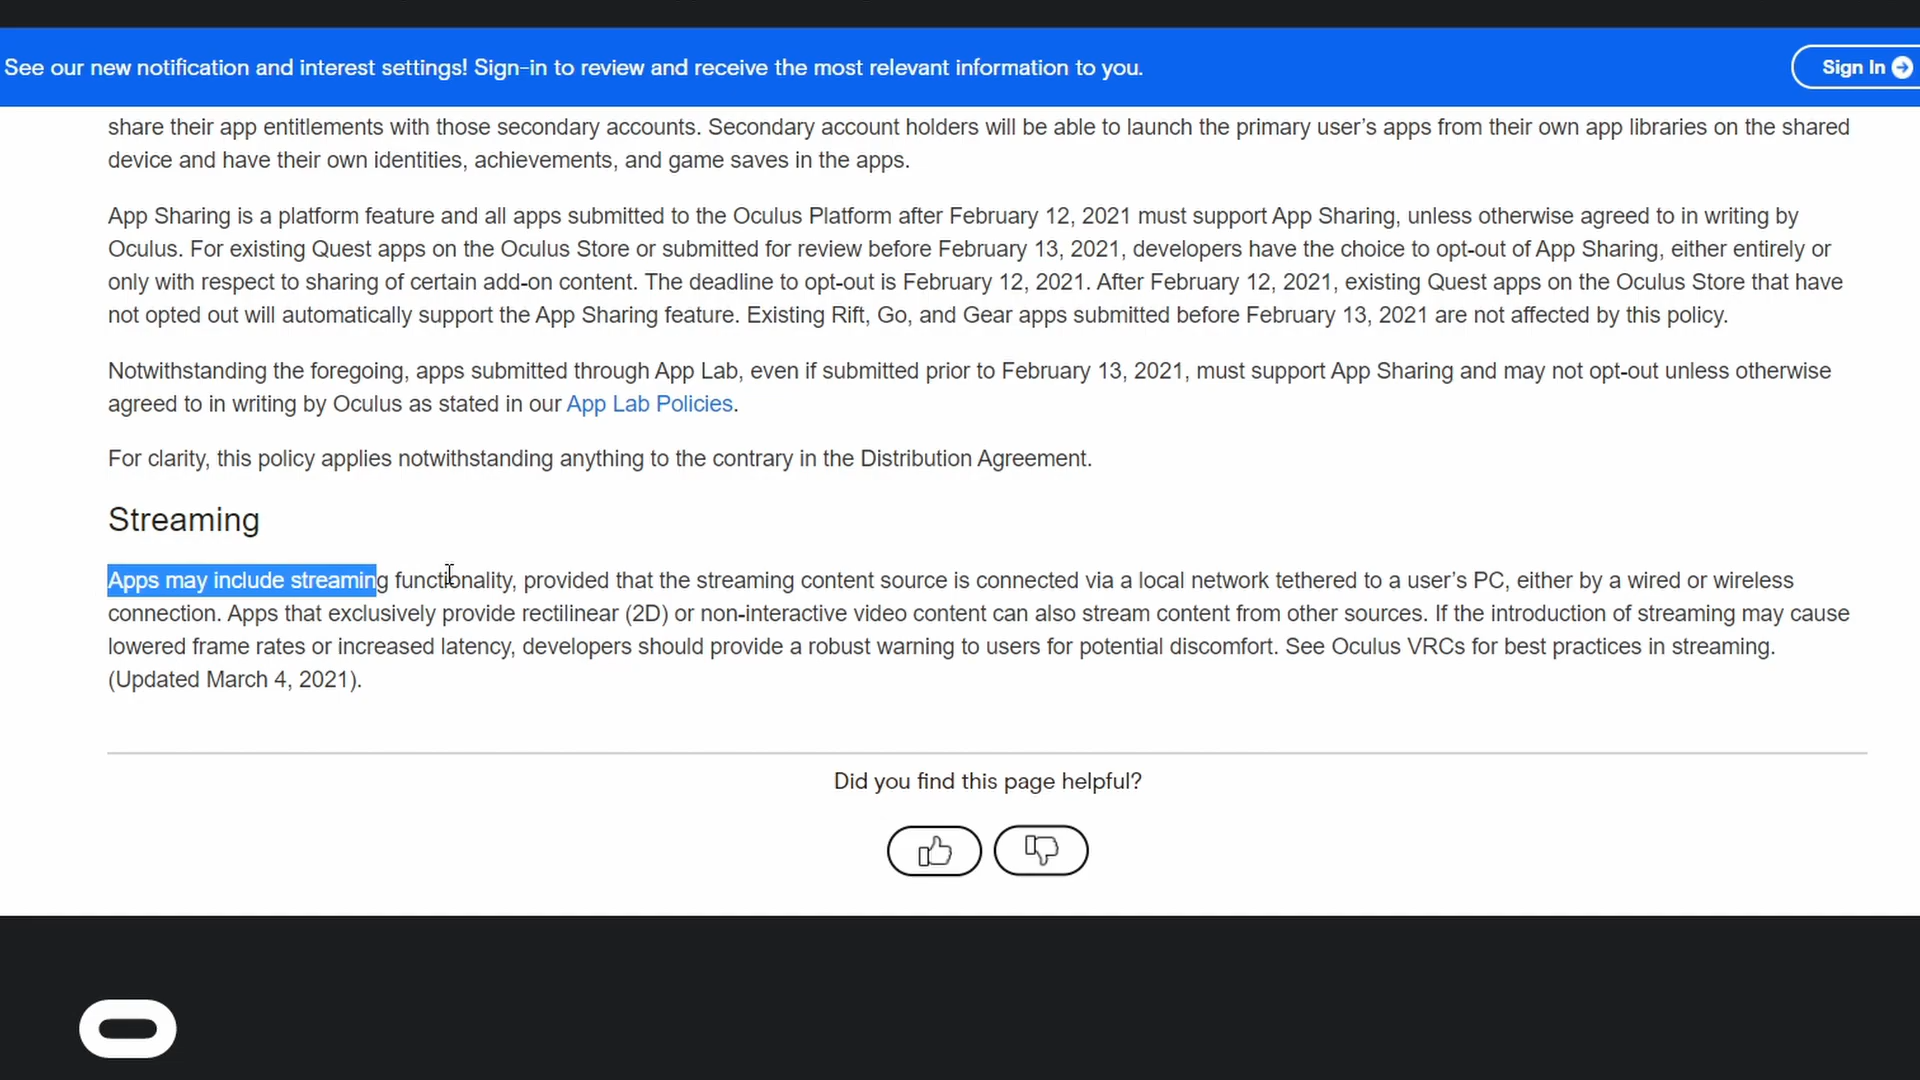 See our new notification and interest settings! Sign-in to review and receive the most relevant information to you.
Sign In
share their app entitlements with those secondary accounts. Secondary account holders will be able to launch the primary user’s apps from their own app libraries on the shared
device and have their own identities, achievements, and game saves in the apps.
App Sharing is a platform feature and all apps submitted to the Oculus Platform after February 12, 2021 must support App Sharing, unless otherwise agreed to in writing by
Oculus. For existing Quest apps on the Oculus Store or submitted for review before February 13, 2021, developers have the choice to opt-out of App Sharing, either entirely or
only with respect to sharing of certain add-on content. The deadline to opt-out is February 12, 2021. After February 12, 2021, existing Quest apps on the Oculus Store that have
not opted out will automatically support the App Sharing feature. Existing Rift, Go, and Gear apps submitted before February 13, 2021 are not affected by this policy.
Notwithstanding the foregoing, apps submitted through App Lab, even if submitted prior to February 13, 2021, must support App Sharing and may not opt-out unless otherwise
agreed to in writing by Oculus as stated in our App Lab Policies.
For clarity, this policy applies notwithstanding anything to the contrary in the Distribution Agreement.
Streaming
Apps may include streaming functionality, provided that the streaming content source is connected via a local network tethered to a user’s PC, either by a wired or wireless
connection. Apps that exclusively provide rectilinear (2D) or non-interactive video content can also stream content from other sources. If the introduction of streaming may cause
lowered frame rates or increased latency, developers should provide a robust warning to users for potential discomfort. See Oculus VRCs for best practices in streaming.
(Updated March 4, 2021).
Did you find this page helpful?